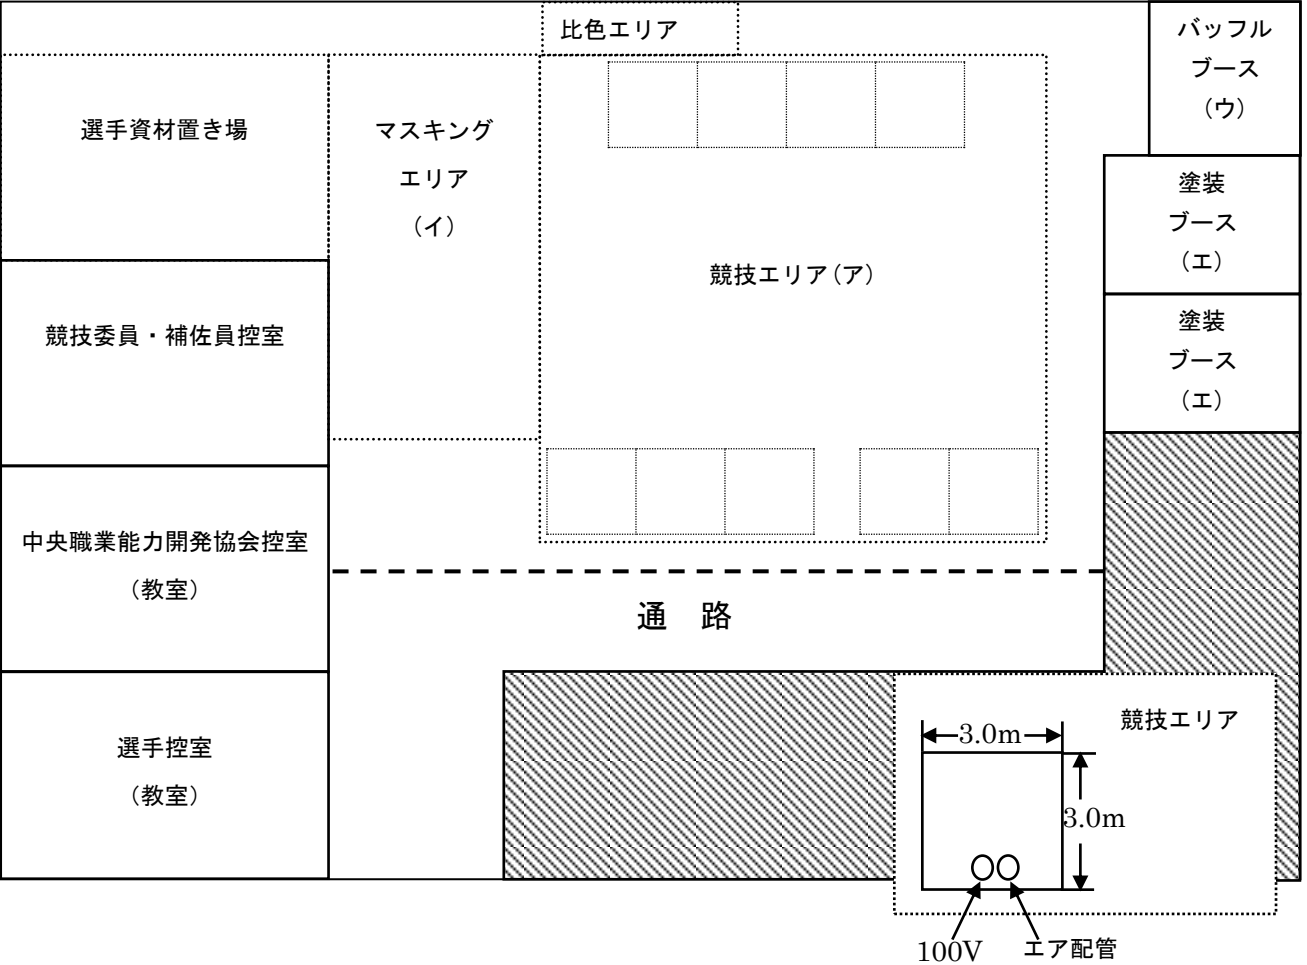 比色エリア
バッフル
ブース
（ウ）
選手資材置き場
マスキング
エリア
（イ）
塗装
ブース
（エ）
競技エリア（ア）
競技委員・補佐員控室
塗装
ブース
（エ）
中央職業能力開発協会控室
（教室）
通 路
選手控室
（教室）
競技エリア
3.0m
3.0m
100V
エア配管